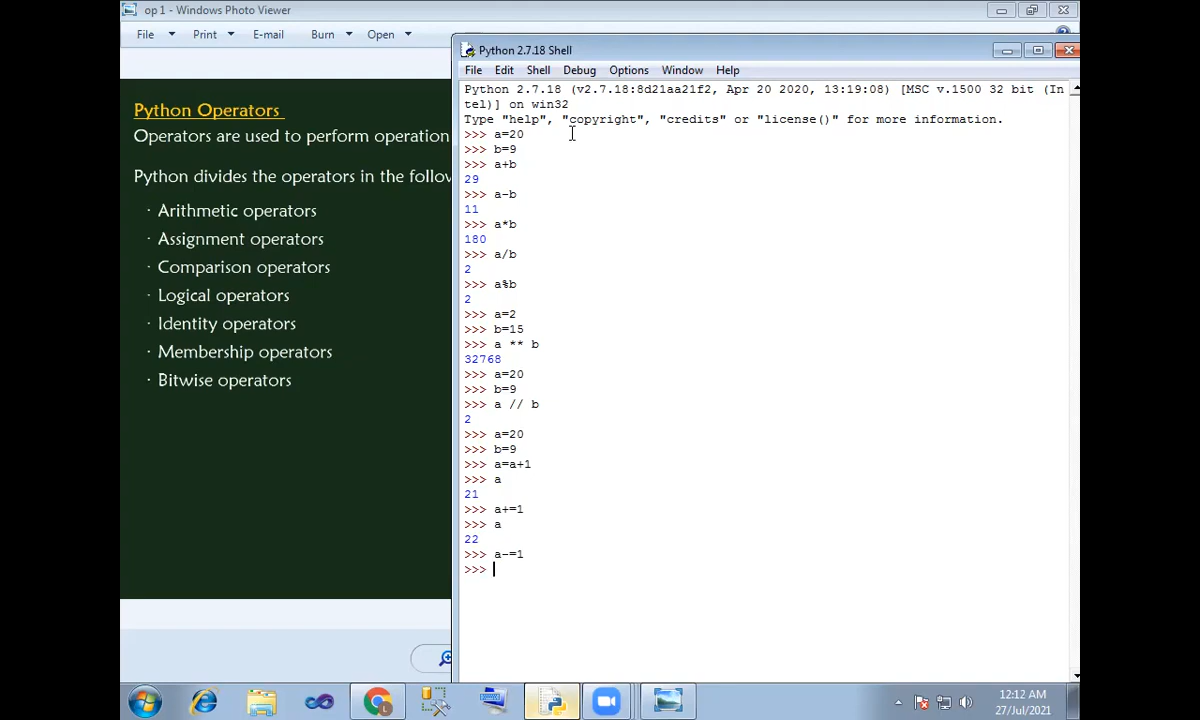 op 1 - Windows Photo Viewer
File Print E-mail Burn Open
Python Operators
Operators are used to perform operation
Python divides the operators in the follov
· Arithmetic operators
· Assignment operators
· Comparison operators
· Logical operators
· Identity operators
· Membership operators
· Bitwise operators
Python 2.7.18 Shell
File Edit Shell Debug Options Window Help
Python 2.7.18 (v2.7.18:8d21aa21f2, Apr 20 2020, 13:19:08) [MSC v.1500 32 bit (In
tel)] on win32
Type "help", "copyright", "credits" or "license()" for more information.
>>> a=20
>>> b=9
>>> a+b
29
>>> a-b
11
>>> a*b
180
>>> a/b
2
>>> a%b
2
>>> a=2
>>> b=15
>>> a ** b
32768
>>> a=20
>>> b=9
>>> a // b
2
>>> a=20
>>> b=9
>>> a=a+1
>>> a
21
>>> a+=1
>>> a
22
>>> a-=1
>>>
12:12 AM
27/Jul/2021